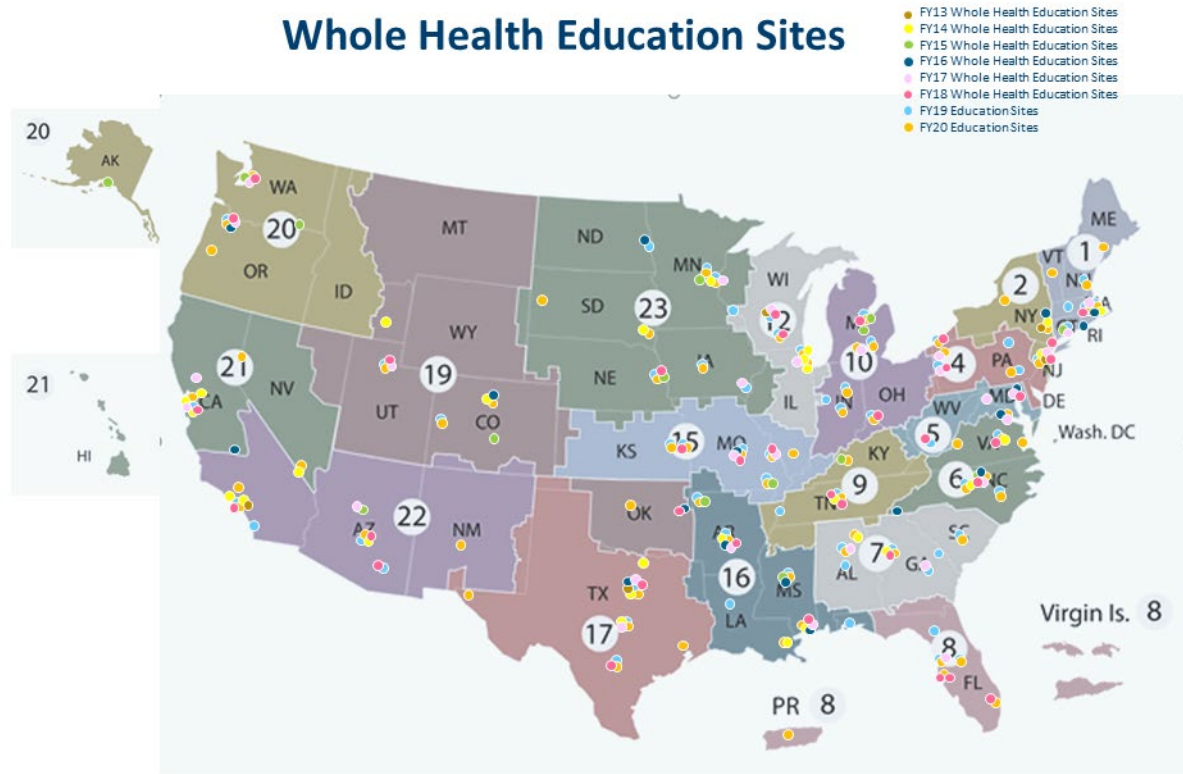 Whole Health Education Sites
FY13 Whole Health Education Sites
FY14 Whole Health Education Sites
FY15 Whole Health Education Sites
FY16 Whole Health Education Sites
FY17 Whole Health Education Sites
FY18 Whole Health Education Sites
FY19 Education Sites
FY20 Education Sites
20
AK
WA
20
OR
ID
MT
ND
MN
WI
ME
VT
1
2
NY
RI
SD
23
12
10
WY
21
21
NV
CA
HI
19
UT
CO
NE
IA
IL
IN
OH
4
PA
NJ
DE
MD
WV
Wash. DC
KS
15
MO
KY
5
VA
6
NC
9
TN
22
AZ
NM
OK
AR
16
MS
LA
7
AL
GA
SC
TX
17
8
FL
Virgin Is. 8
PR 8